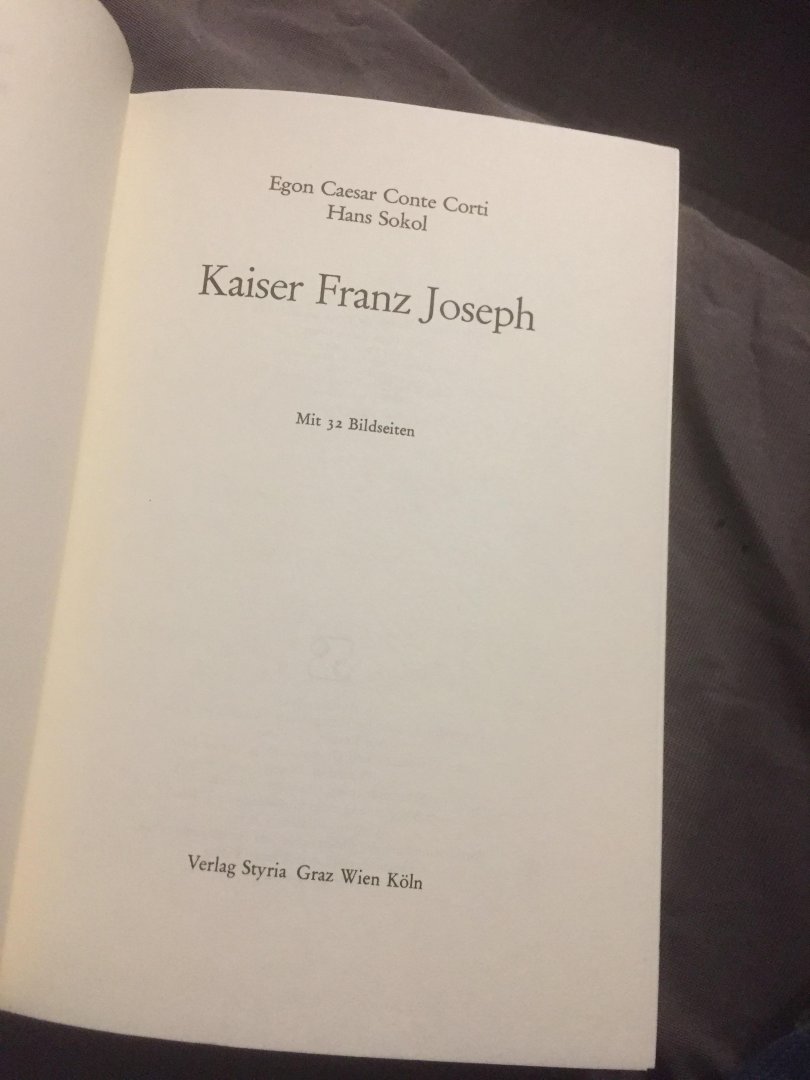 Egon Caesar Conte Corti
Hans Sokol
Kaiser Franz Joseph
Mit 32 Bildseiten
Verlag Styria Graz Wien Köln